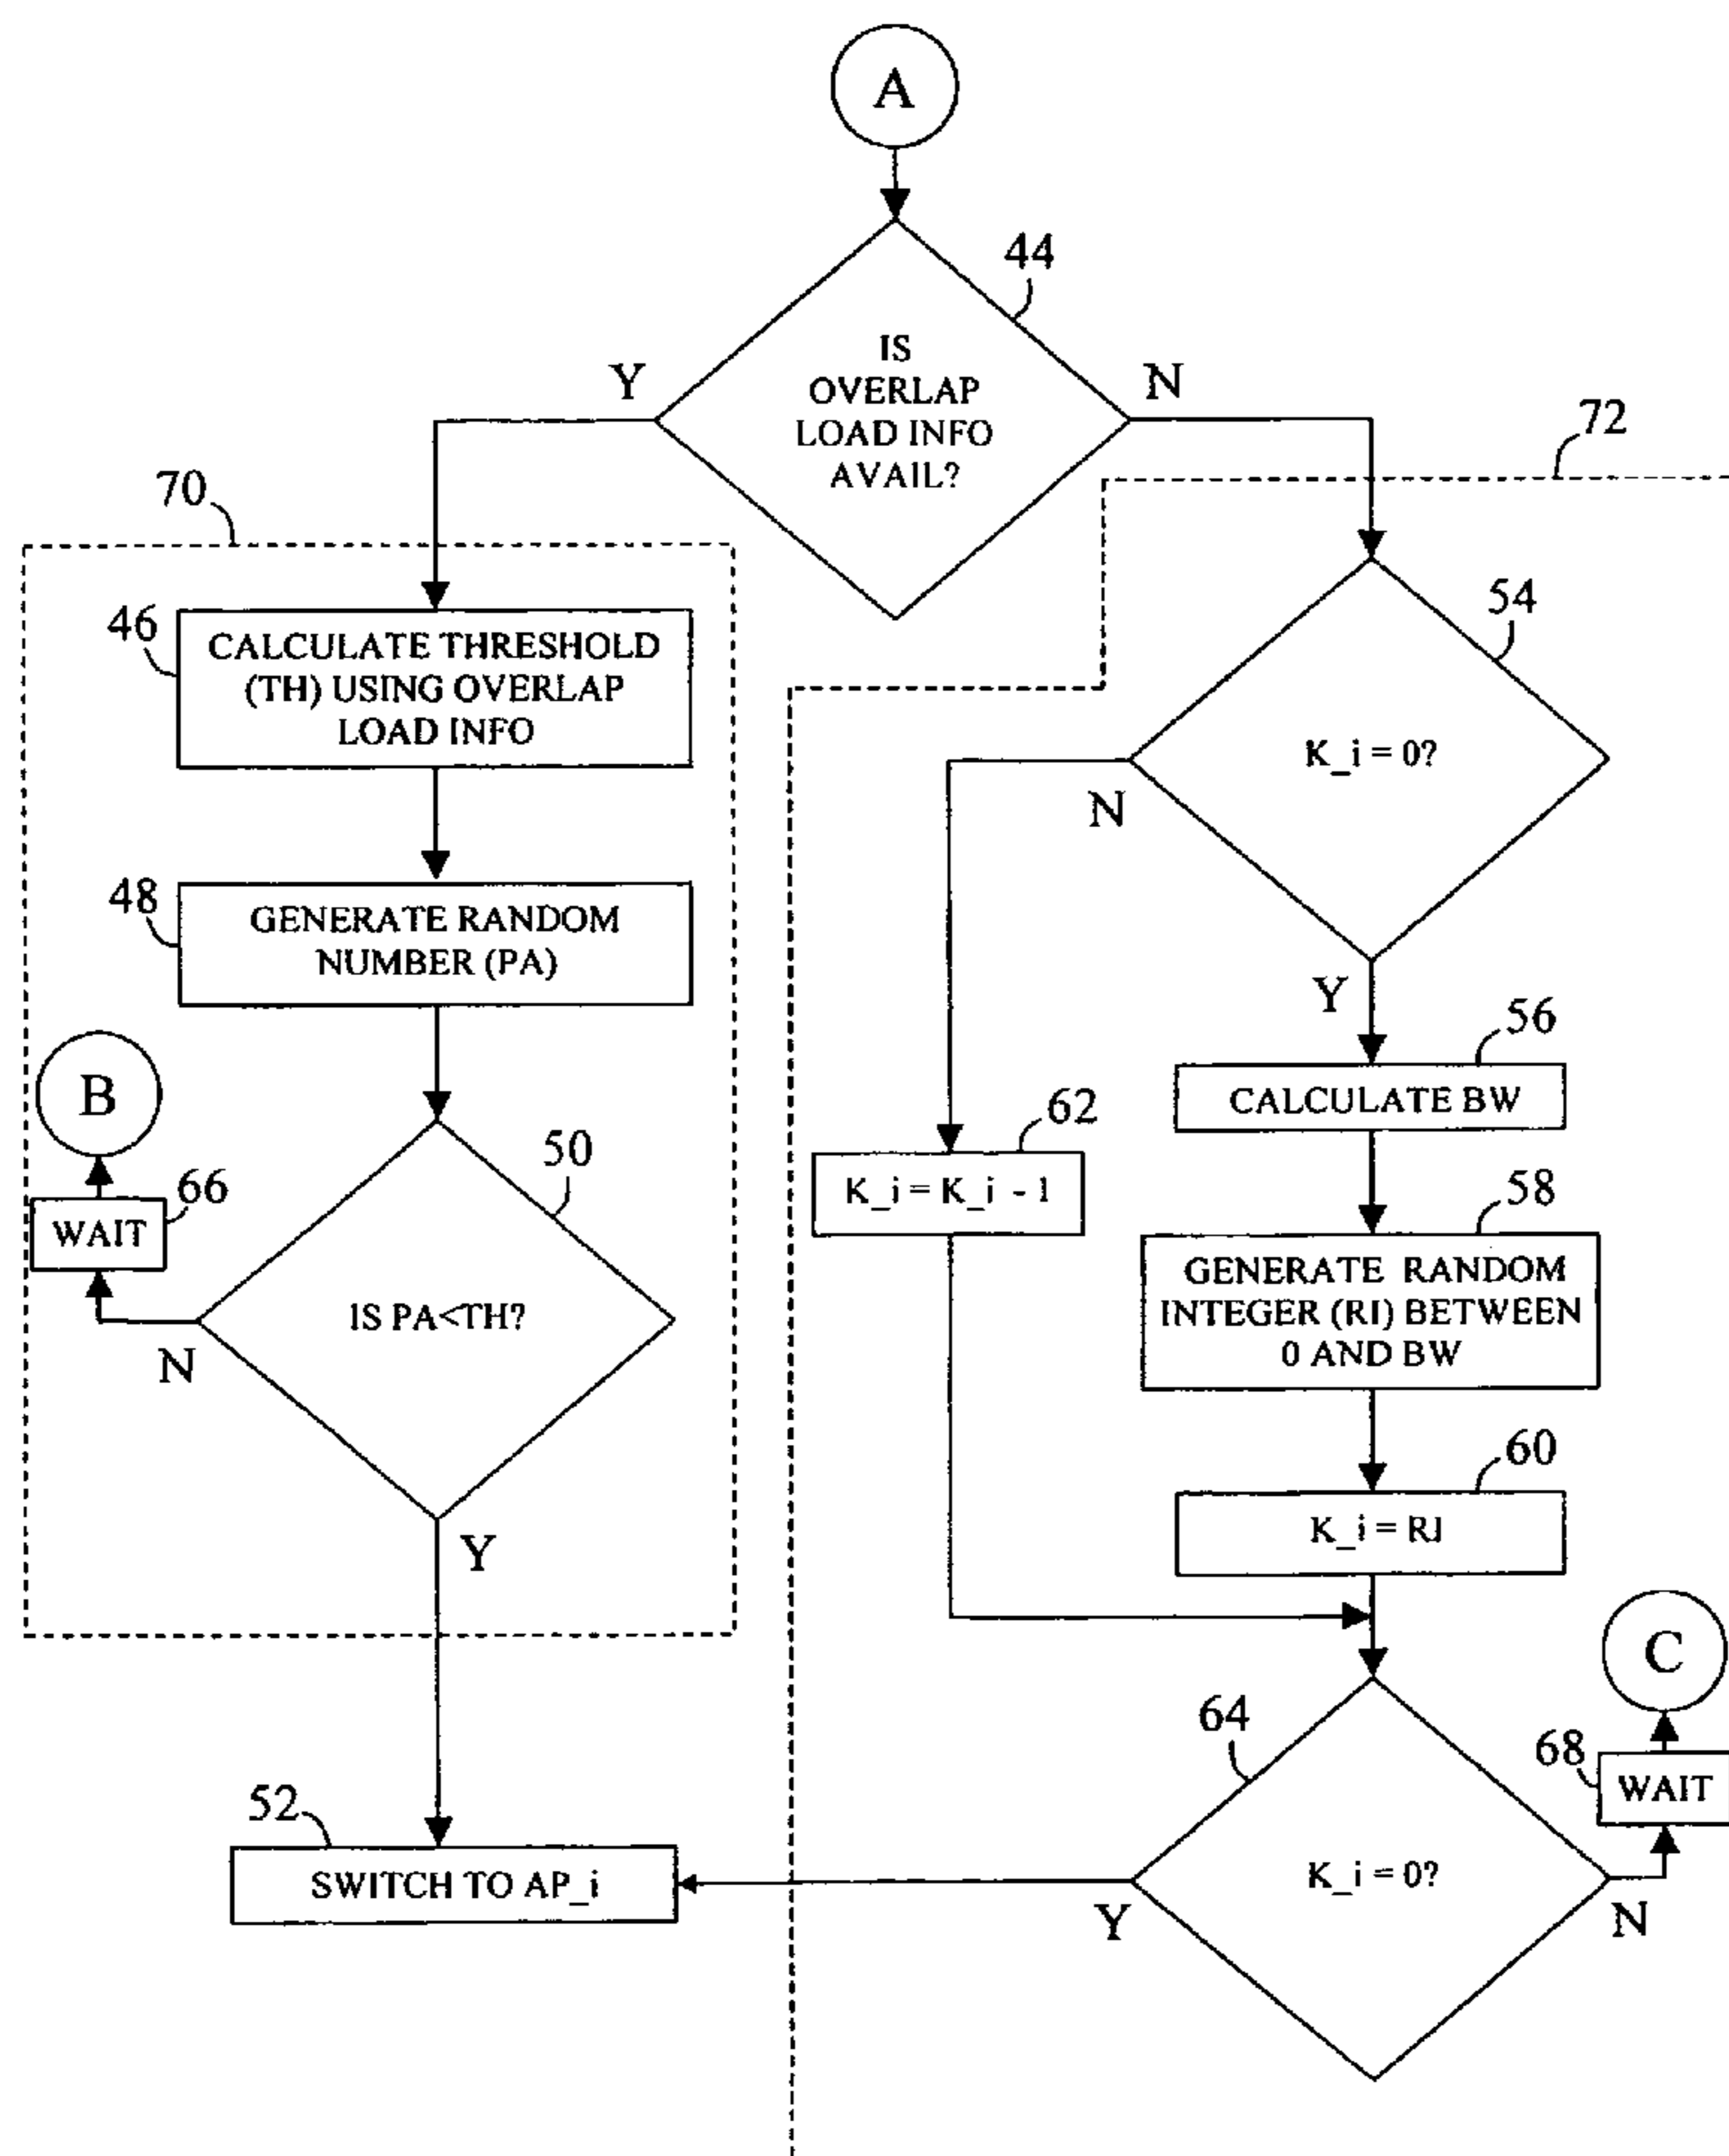 A
44
IS
OVERLAP
LOAD INFO
AVAIL?
Y
N
72
70
46
CALCULATE THRESHOLD
(TH) USING OVERLAP
LOAD INFO
54
K_i = 0?
N
Y
48
GENERATE RANDOM
NUMBER (PA)
56
CALCULATE BW
B
66
WAIT
50
IS PA<TH?
N
Y
62
K_i = K_i - 1
58
GENERATE RANDOM
INTEGER (RI) BETWEEN
0 AND BW
60
K_i = RI
C
68
WAIT
64
K_i = 0?
Y
N
52
SWITCH TO AP_i